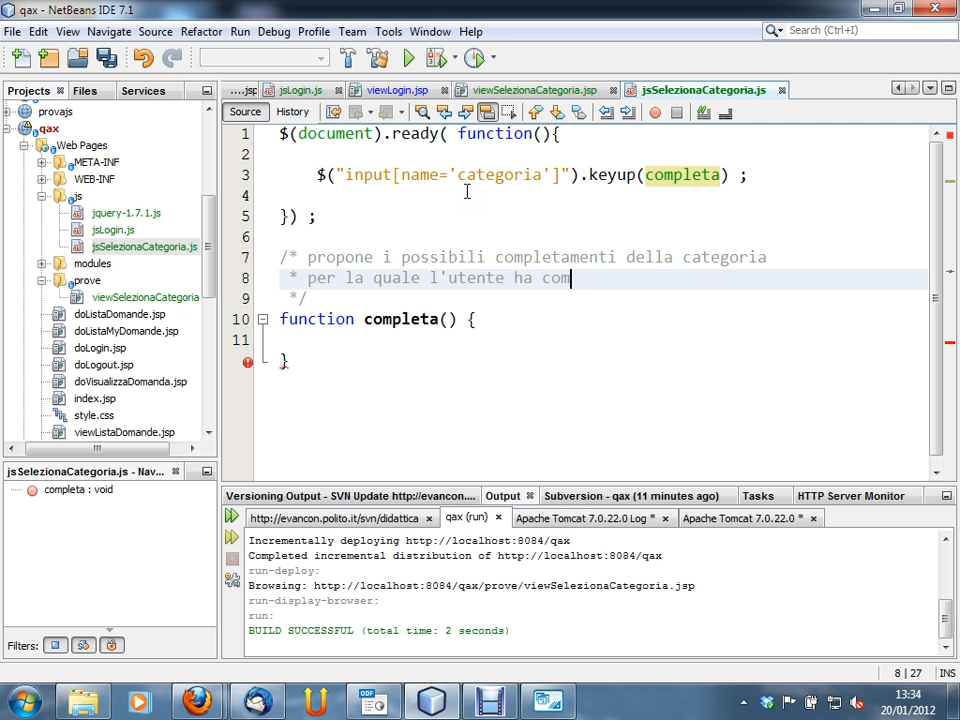 qax - NetBeans IDE 7.1
File Edit View Navigate Source Refactor Run Debug Profile Team Tools Window Help
Search (Ctrl+I)
Projects Files Services
....jsp jsLogin.js viewLogin.jsp viewSelezionaCategoria.jsp jsSelezionaCategoria.js
Source History
provajs
qax
Web Pages
META-INF
WEB-INF
js
jquery-1.7.1.js
jsLogin.js
jsSelezionaCategoria.js
modules
prove
viewSelezionaCategoria
doListaDomande.jsp
doListaMyDomande.jsp
doLogin.jsp
doLogout.jsp
doVisualizzaDomanda.jsp
index.jsp
style.css
viewListaDomande.jsp
1 $(document).ready( function(){
2
3 $("input[name='categoria']").keyup(completa) ;
4
5 }) ;
6
7 /* propone i possibili completamenti della categoria
8 * per la quale l'utente ha com
9 */
10 function completa() {
11
}
jsSelezionaCategoria.js - Nav...
completa : void
Filters:
Versioning Output - SVN Update http://evancon.... Output Subversion - qax (11 minutes ago) Tasks HTTP Server Monitor
http://evancon.polito.it/svn/didattica qax (run) Apache Tomcat 7.0.22.0 Log * Apache Tomcat 7.0.22.0 *
Incrementally deploying http://localhost:8084/qax
Completed incremental distribution of http://localhost:8084/qax
run-deploy:
Browsing: http://localhost:8084/qax/prove/viewSelezionaCategoria.jsp
run-display-browser:
run:
BUILD SUCCESSFUL (total time: 2 seconds)
8 | 27 INS
ODF
13:34
20/01/2012